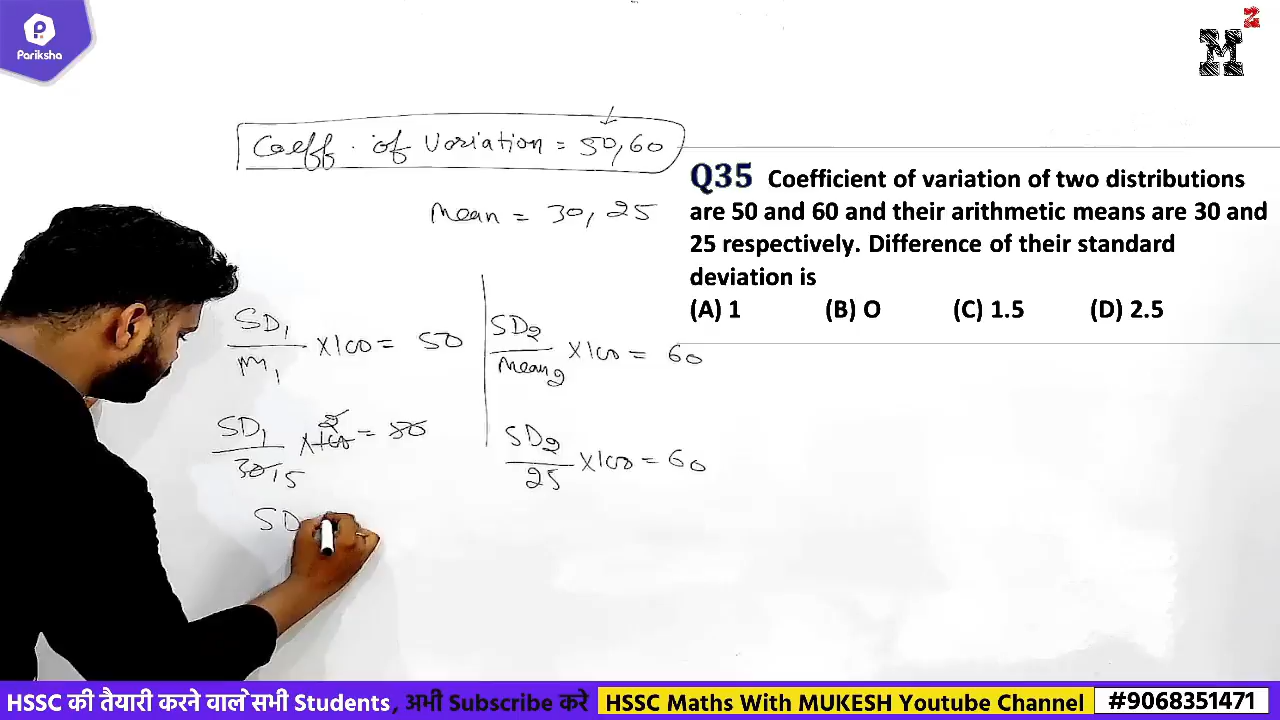 Pariksha
M²
Coeff. of Variation = 50, 60
Mean = 30, 25
Q35 Coefficient of variation of two distributions
are 50 and 60 and their arithmetic means are 30 and
25 respectively. Difference of their standard
deviation is
(A) 1 (B) O (C) 1.5 (D) 2.5
SD₁/M₁ × 100 = 50
SD₂/Mean₂ × 100 = 60
SD₁/30 15 × 100 2 = 50
SD₂/25 × 100 = 60
SD
HSSC की तैयारी करने वाले सभी Students, अभी Subscribe करे HSSC Maths With MUKESH Youtube Channel #9068351471